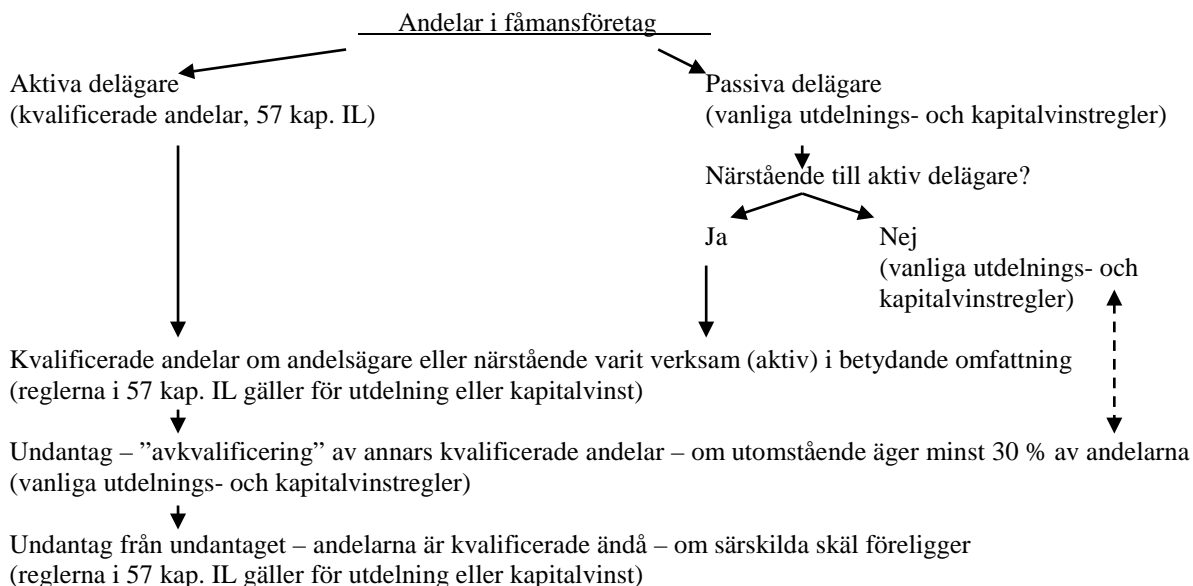 Andelar i fåmansföretag
Aktiva delägare
(kvalificerade andelar, 57 kap. IL)
Passiva delägare
(vanliga utdelnings- och kapitalvinstregler)
Närstående till aktiv delägare?
Ja
Nej
(vanliga utdelnings- och
kapitalvinstregler)
Kvalificerade andelar om andelsägare eller närstående varit verksam (aktiv) i betydande omfattning
(reglerna i 57 kap. IL gäller för utdelning eller kapitalvinst)
Undantag – ”avkvalificering” av annars kvalificerade andelar – om utomstående äger minst 30 % av andelarna
(vanliga utdelnings- och kapitalvinstregler)
Undantag från undantaget – andelarna är kvalificerade ändå – om särskilda skäl föreligger
(reglerna i 57 kap. IL gäller för utdelning eller kapitalvinst)